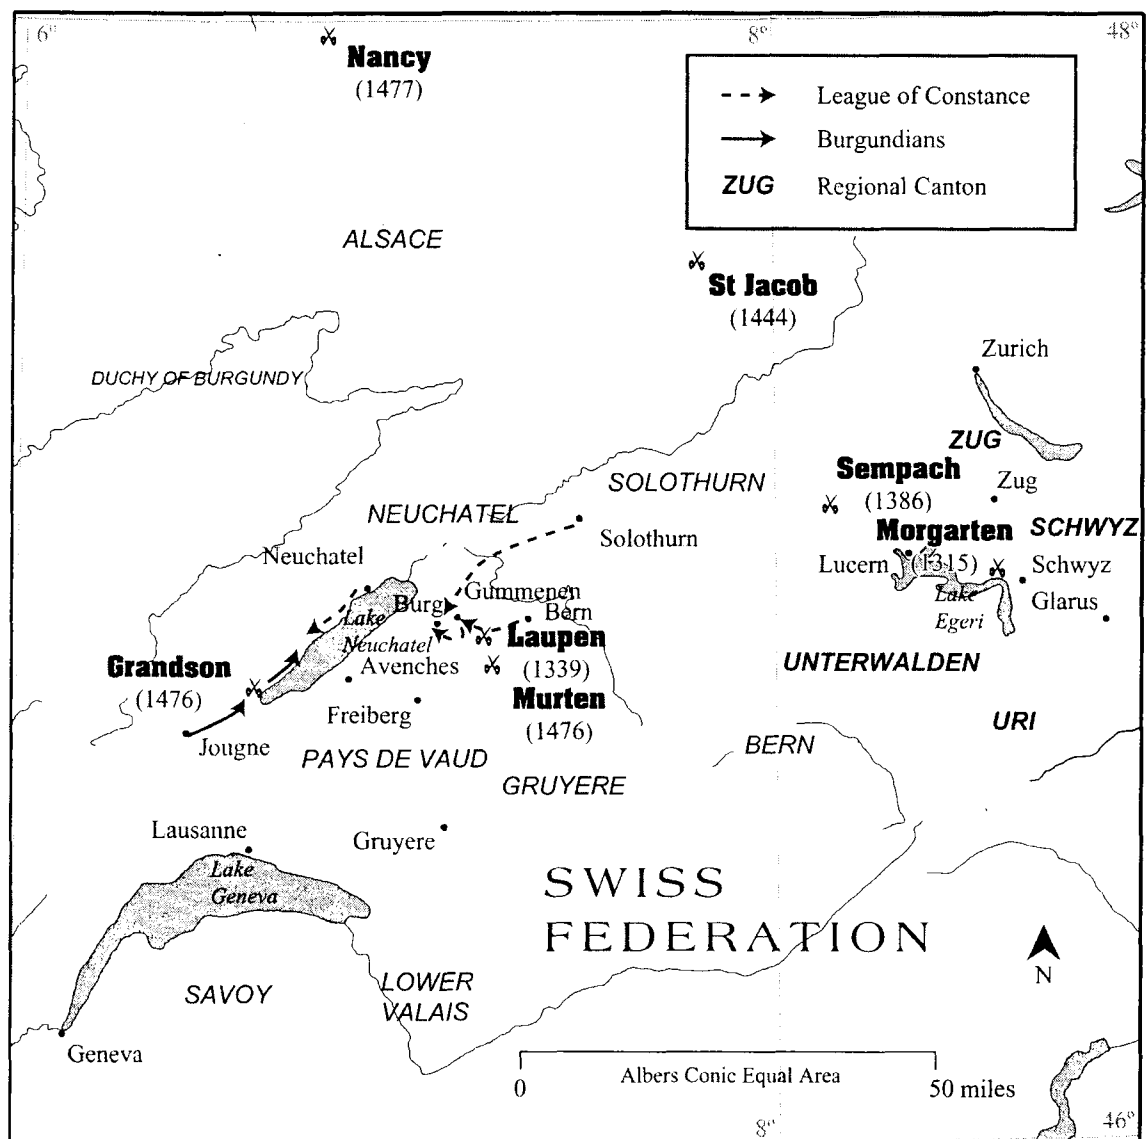 6°
8°
48°
Nancy
(1477)
League of Constance
Burgundians
ZUG Regional Canton
ALSACE
St Jacob
(1444)
Zurich
DUCHY OF BURGUNDY
ZUG
Sempach
(1386)
Zug
SOLOTHURN
NEUCHATEL
Solothurn
Morgarten
(1315)
SCHWYZ
Neuchatel
Lucern
Schwyz
Glarus
Lake
Egeri
Gummenen
Burg
Bern
Lake
Neuchatel
Laupen
(1339)
Avenches
Grandson
(1476)
Murten
(1476)
UNTERWALDEN
Freiberg
URI
Jougne
PAYS DE VAUD
BERN
GRUYERE
Lausanne
Gruyere
Lake
Geneva
SWISS
FEDERATION
N
SAVOY
LOWER
VALAIS
Geneva
Albers Conic Equal Area
0
50 miles
8°
46°